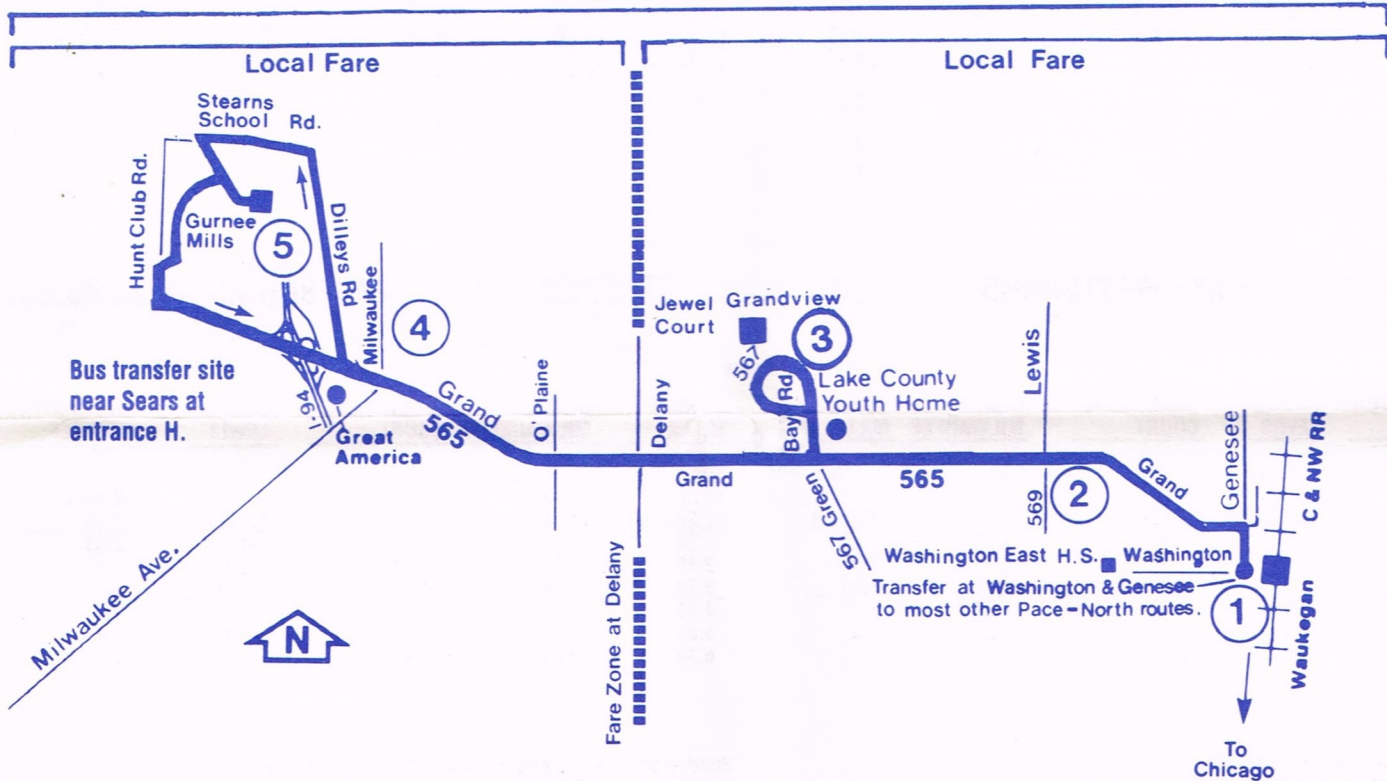 Local Fare
Local Fare
Stearns
School Rd.
Hunt Club Rd.
Gurnee
Mills
5
Dilleys Rd
Milwaukee
4
Bus transfer site
near Sears at
entrance H.
I-94
Great
America
Grand
565
O Plaine
Delany
Jewel Grandview
Court
567
3
Bay Rd
Lake County
Youth Home
Lewis
Genesee
C & NW RR
Grand
565
Grand
569
2
567 Green
Washington East H.S.
Washington
Transfer at Washington & Genesee
to most other Pace-North routes.
1
Waukegan
Milwaukee Ave.
N
Fare Zone at Delany
To
Chicago